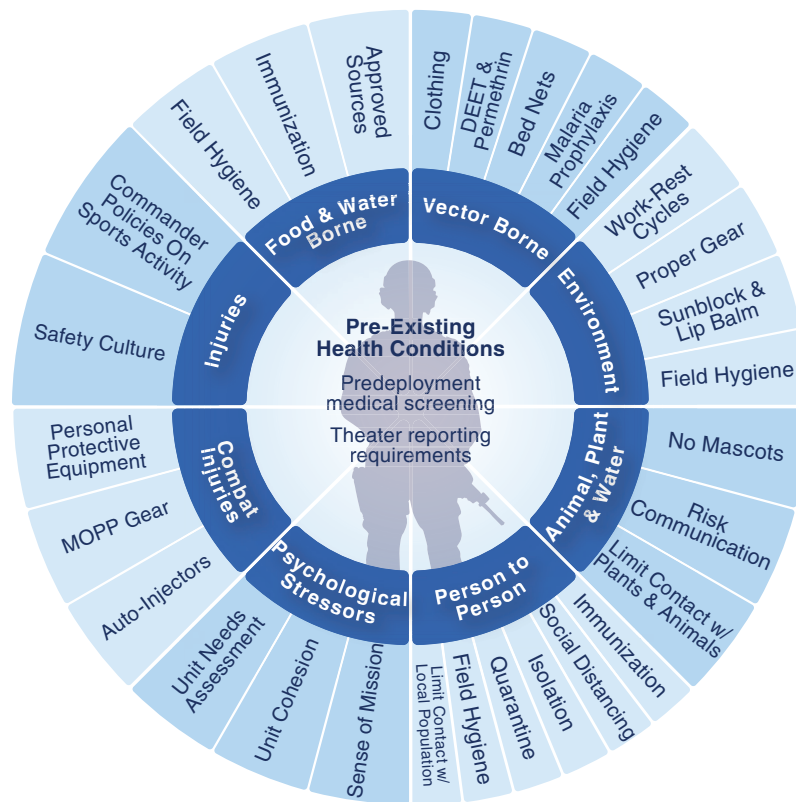 Pre-Existing
Health Conditions
Predeployment
medical screening
Theater reporting
requirements
Vector Borne
Clothing
DEET &
Permethrin
Bed Nets
Malaria
Prophylaxis
Field Hygiene
Environment
Work-Rest
Cycles
Proper Gear
Sunblock &
Lip Balm
Field Hygiene
Animal, Plant
& Water
No Mascots
Risk
Communication
Limit Contact w/
Plants & Animals
Person to
Person
Immunization
Social Distancing
Isolation
Quarantine
Field Hygiene
Limit Contact w/
Local Population
Psychological
Stressors
Sense of Mission
Unit Cohesion
Unit Needs
Assessment
Combat
Injuries
Auto-Injectors
MOPP Gear
Personal
Protective
Equipment
Injuries
Safety Culture
Commander
Policies On
Sports Activity
Food & Water
Borne
Field Hygiene
Immunization
Approved
Sources